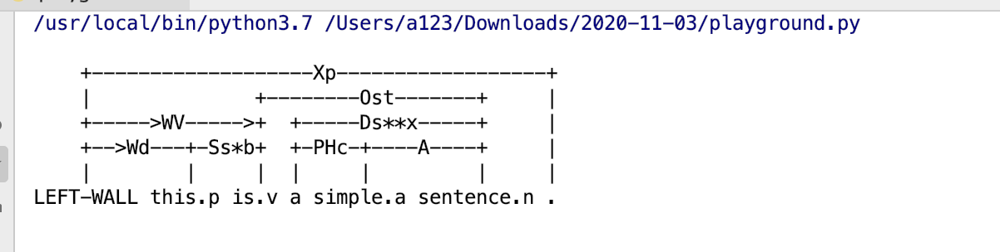 /usr/local/bin/python3.7 /Users/a123/Downloads/2020-11-03/playground.py
    +-------------------Xp------------------+
    |              +--------Ost-------+     |
    +----->WV----->+  +-----Ds**x-----+     |
    +-->Wd---+-Ss*b+  +-PHc-+----A----+     |
    |        |     |  |     |         |     |
LEFT-WALL this.p is.v a simple.a sentence.n .